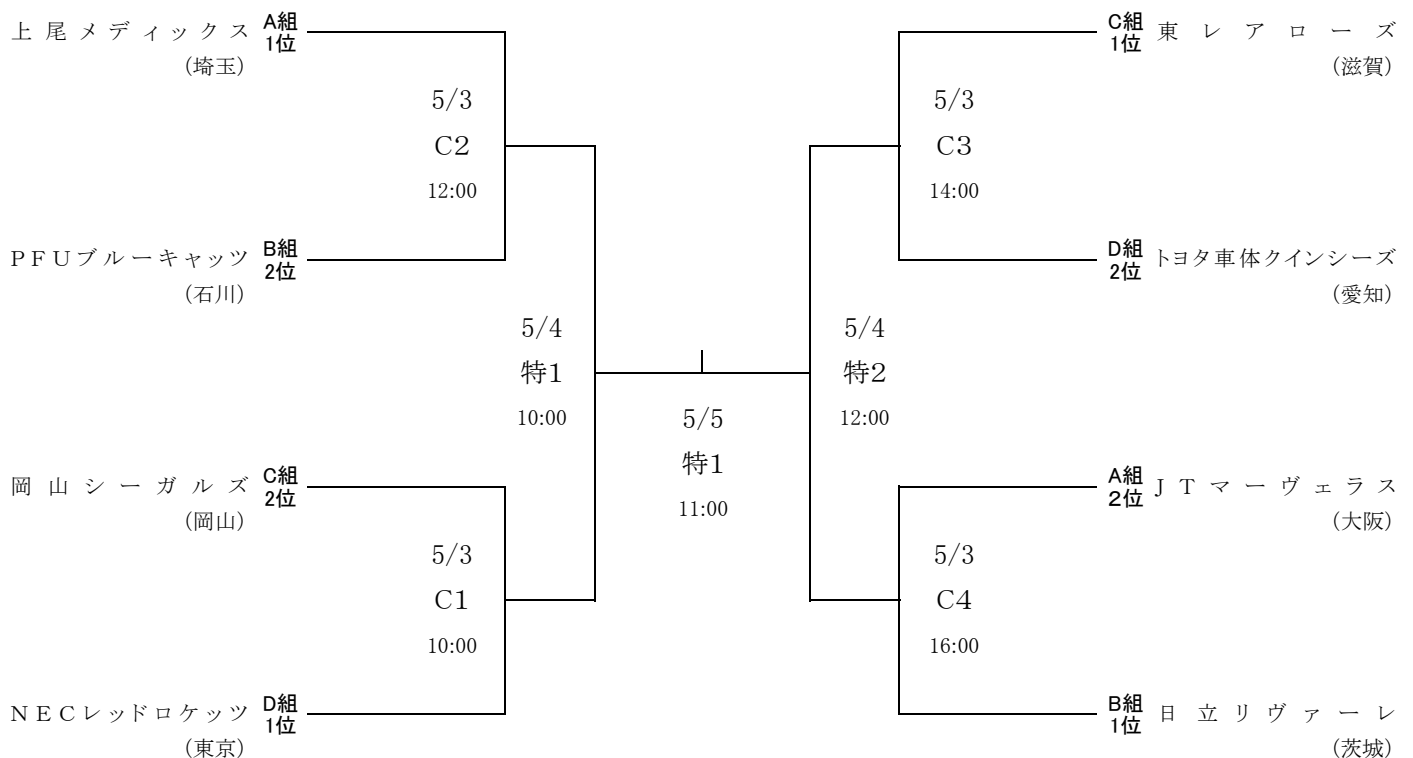 上尾メディックス
A組
1位
(埼玉)
5/3
C2
12:00
PFUブルーキャッツ
B組
2位
(石川)
5/4
特1
10:00
岡山シーガルズ
C組
2位
(岡山)
5/3
C1
10:00
NECレッドロケッツ
D組
1位
(東京)
5/5
特1
11:00
C組
1位
東レアローズ
(滋賀)
5/3
C3
14:00
D組
2位
トヨタ車体クインシーズ
(愛知)
5/4
特2
12:00
A組
2位
JTマーヴェラス
(大阪)
5/3
C4
16:00
B組
1位
日立リヴァーレ
(茨城)